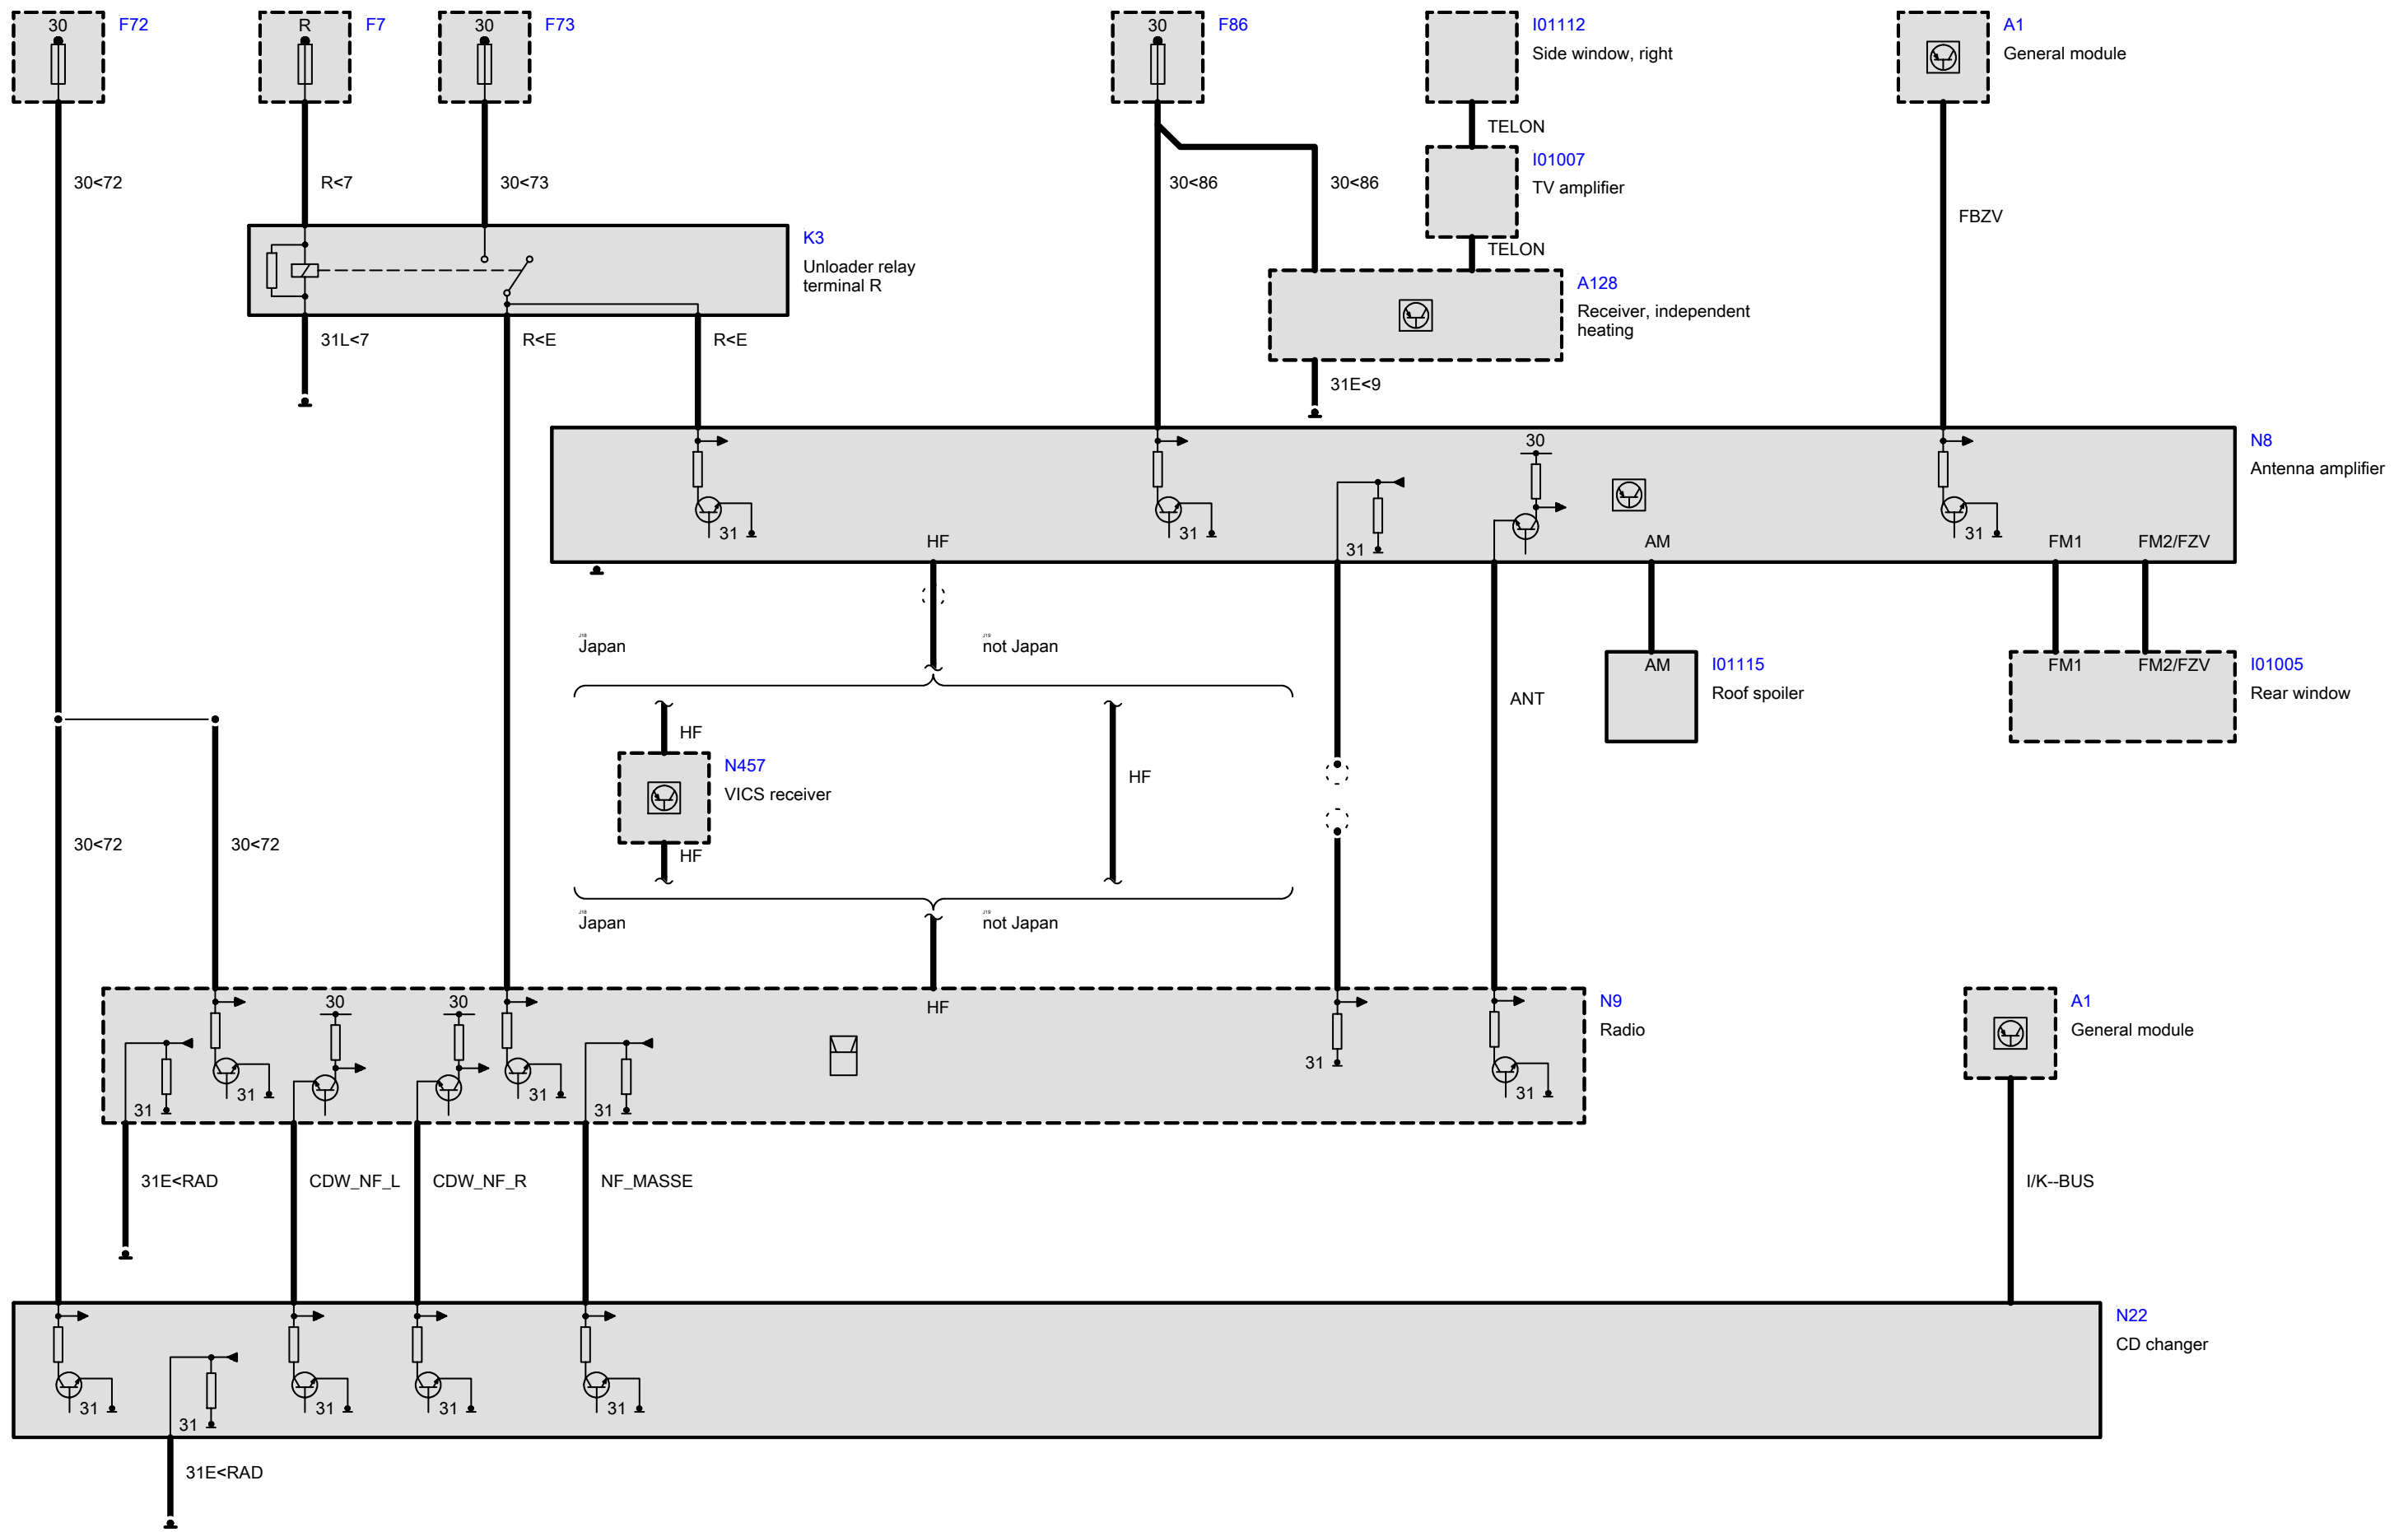 30 F72
R F7
30 F73
30 F86
I01112
Side window, right
A1
General module
TELON
I01007
TV amplifier
TELON
30<72
R<7
30<73
30<86
30<86
FBZV
K3
Unloader relay
terminal R
A128
Receiver, independent
heating
31L<7
R<E
R<E
31E<9
30
N8
Antenna amplifier
31
31
31
31
HF
AM
FM1
FM2/FZV
J18
Japan
J19
not Japan
AM
I01115
Roof spoiler
FM1
FM2/FZV
I01005
Rear window
ANT
HF
N457
VICS receiver
HF
HF
30<72
30<72
J18
Japan
J19
not Japan
30
30
HF
N9
Radio
A1
General module
31
31
31
31
31
31
31E<RAD
CDW_NF_L
CDW_NF_R
NF_MASSE
I/K--BUS
N22
CD changer
31
31
31
31
31
31E<RAD